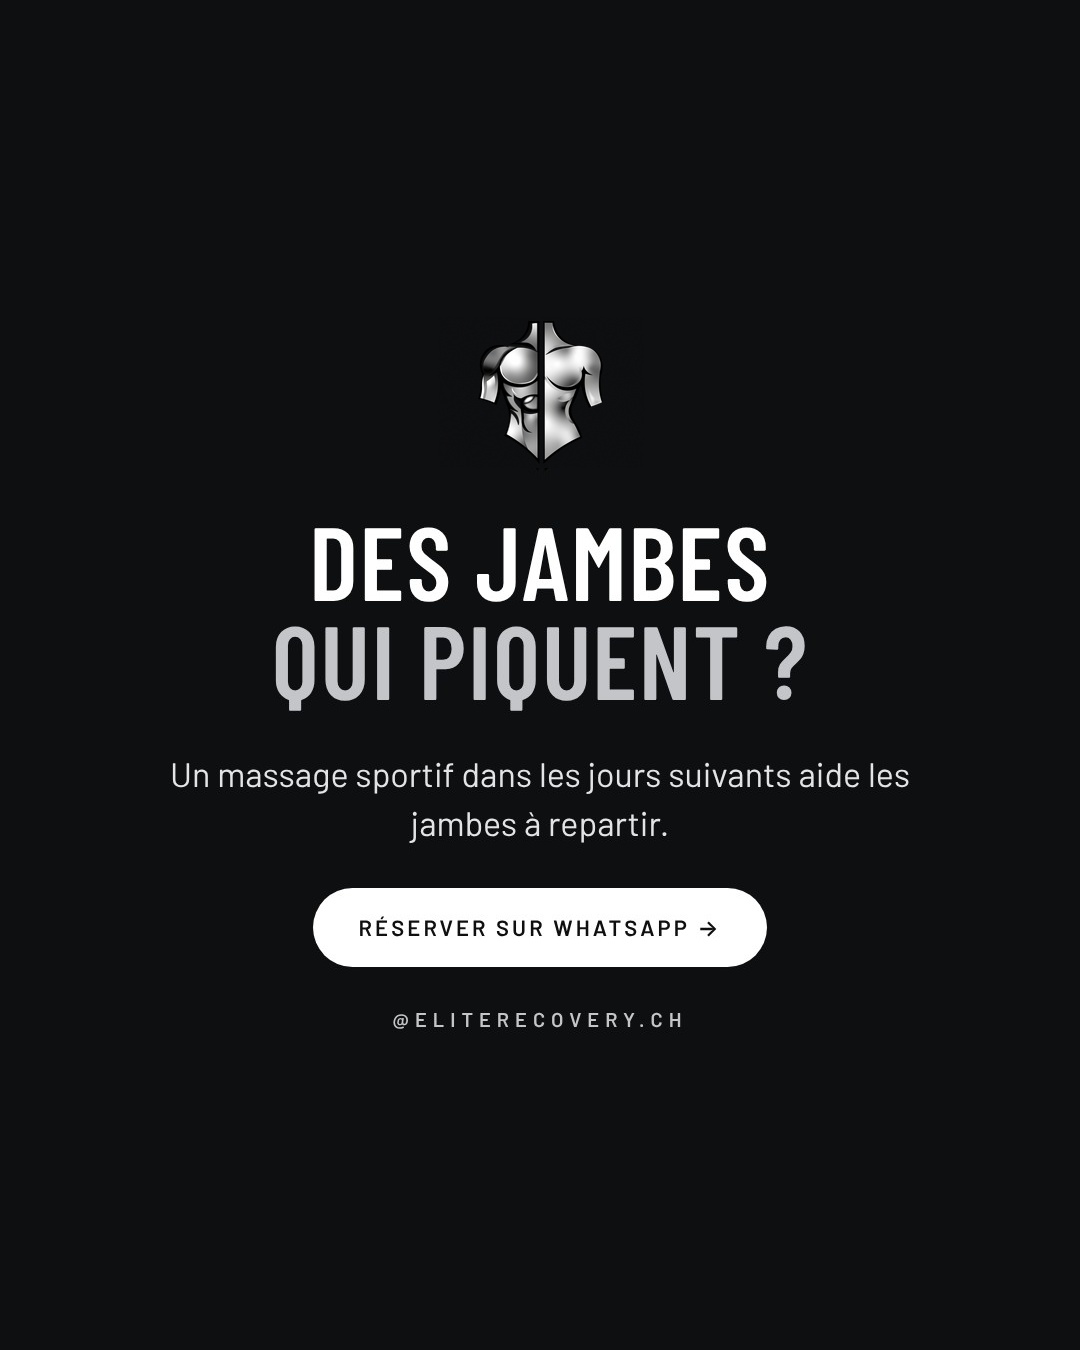 DES JAMBES
QUI PIQUENT ?
Un massage sportif dans les jours suivants aide les
jambes à repartir.
RÉSERVER SUR WHATSAPP →
@ELITERECOVERY.CH